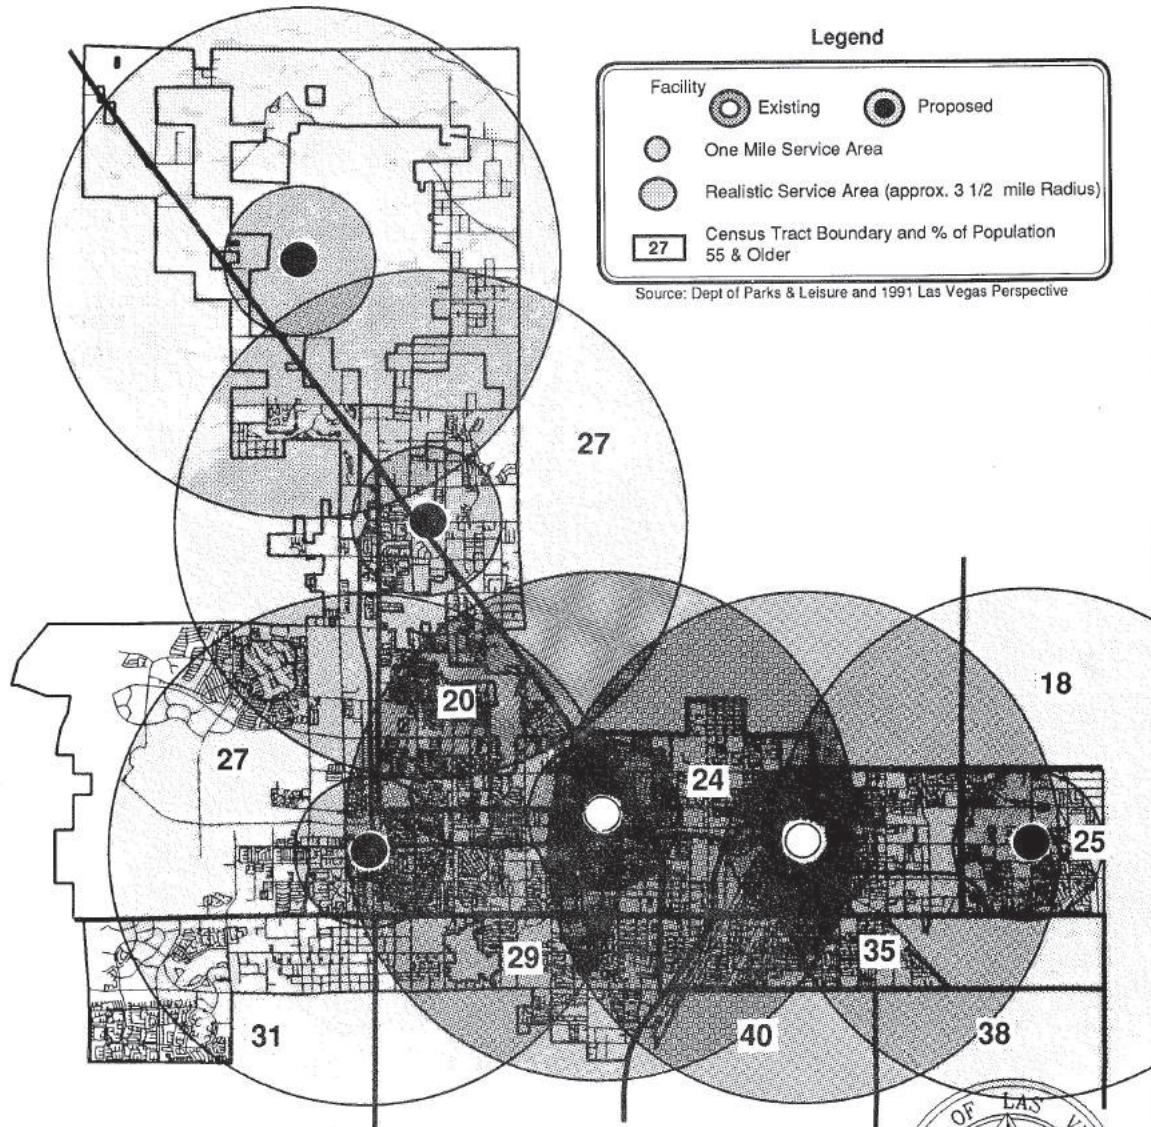 Legend
Facility
Existing
Proposed
One Mile Service Area
Realistic Service Area (approx. 3 1/2 mile Radius)
27
Census Tract Boundary and % of Population
55 & Older
Source: Dept of Parks & Leisure and 1991 Las Vegas Perspective
27
18
20
27
24
25
29
35
31
40
38
OF LAS V